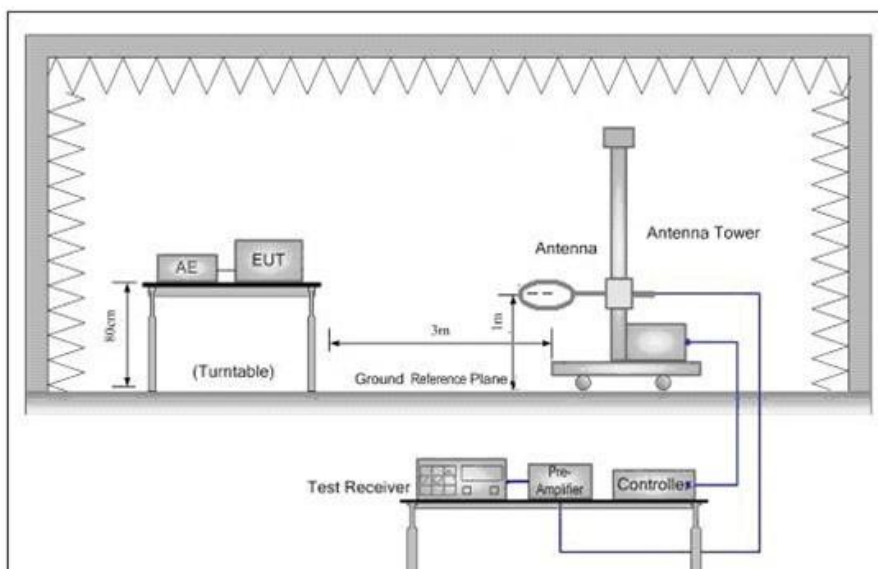 Antenna
Antenna Tower
AE
EUT
80cm
3m
1m
(Turntable)
Ground Reference Plane
Test Receiver
Pre-
Amplifier
Controller